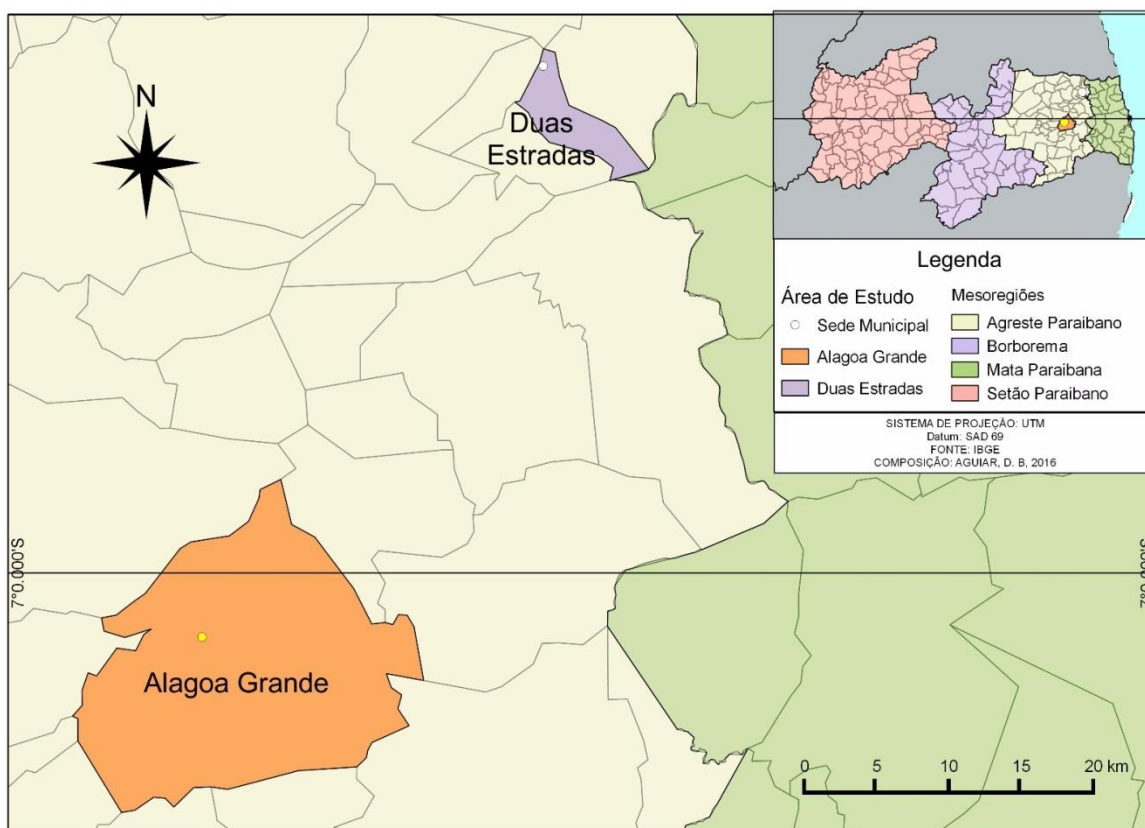 N
Duas
Estradas
Alagoa Grande
7°0.000'S
7°0.000'S
0 5 10 15 20 km
Legenda
Área de Estudo
Sede Municipal
Alagoa Grande
Duas Estradas
Mesoregiões
Agreste Paraibano
Borborema
Mata Paraibana
Setão Paraibano
SISTEMA DE PROJEÇÃO: UTM
Datum: SAD 69
FONTE: IBGE
COMPOSIÇÃO: AGUIAR, D. B, 2016